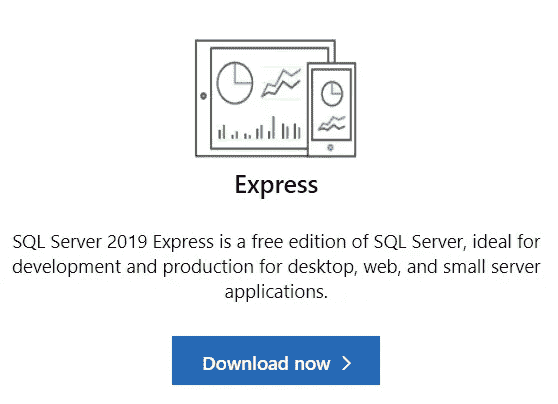 Express
SQL Server 2019 Express is a free edition of SQL Server, ideal for
development and production for desktop, web, and small server
applications.
Download now